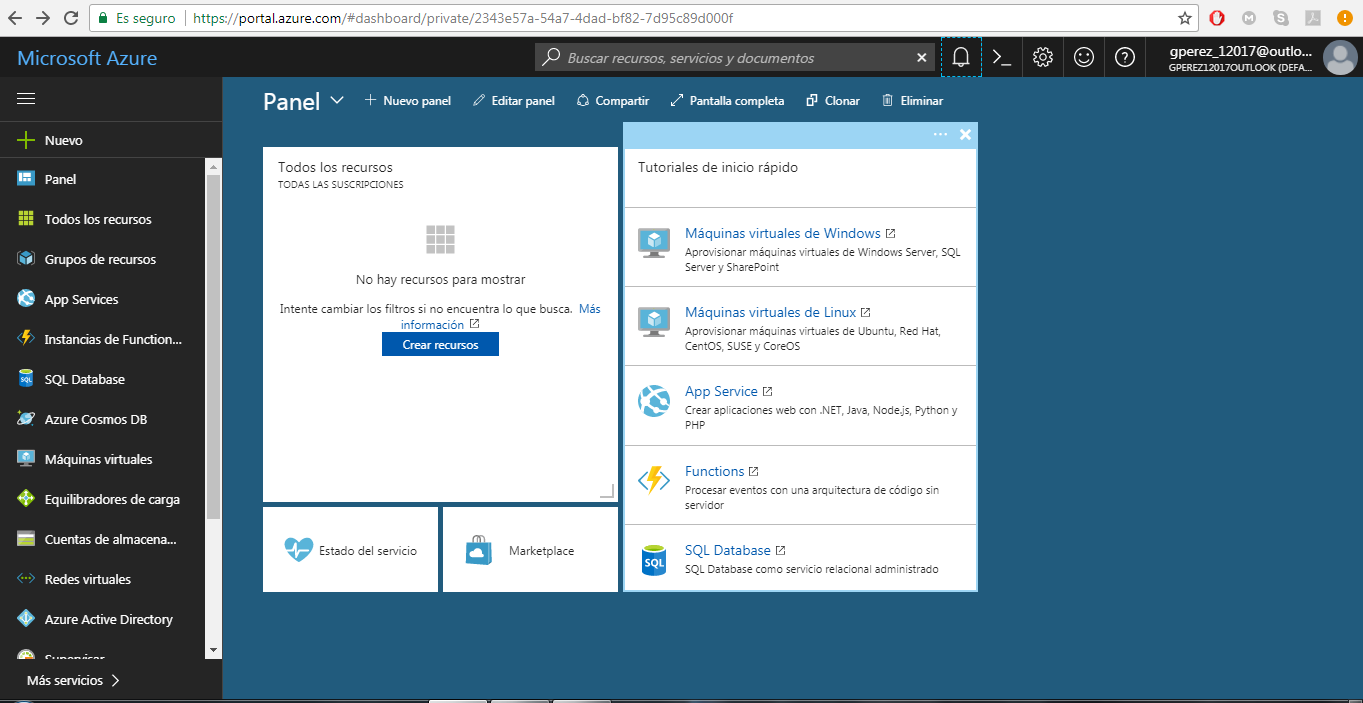 Es seguro
https://portal.azure.com/#dashboard/private/2343e57a-54a7-4dad-bf82-7d95c89d000f
Microsoft Azure
Buscar recursos, servicios y documentos
gperez_12017@outlo...
GPEREZ12017OUTLOOK (DEFA...
Panel
Nuevo panel
Editar panel
Compartir
Pantalla completa
Clonar
Eliminar
Nuevo
Panel
Todos los recursos
Grupos de recursos
App Services
Instancias de Function...
SQL Database
Azure Cosmos DB
Máquinas virtuales
Equilibradores de carga
Cuentas de almacena...
Redes virtuales
Azure Active Directory
Supervisar
Más servicios
Todos los recursos
TODAS LAS SUSCRIPCIONES
No hay recursos para mostrar
Intente cambiar los filtros si no encuentra lo que busca. Más
información
Crear recursos
Estado del servicio
Marketplace
Tutoriales de inicio rápido
Máquinas virtuales de Windows
Aprovisionar máquinas virtuales de Windows Server, SQL
Server y SharePoint
Máquinas virtuales de Linux
Aprovisionar máquinas virtuales de Ubuntu, Red Hat,
CentOS, SUSE y CoreOS
App Service
Crear aplicaciones web con .NET, Java, Node.js, Python y
PHP
Functions
Procesar eventos con una arquitectura de código sin
servidor
SQL Database
SQL
SQL Database como servicio relacional administrado